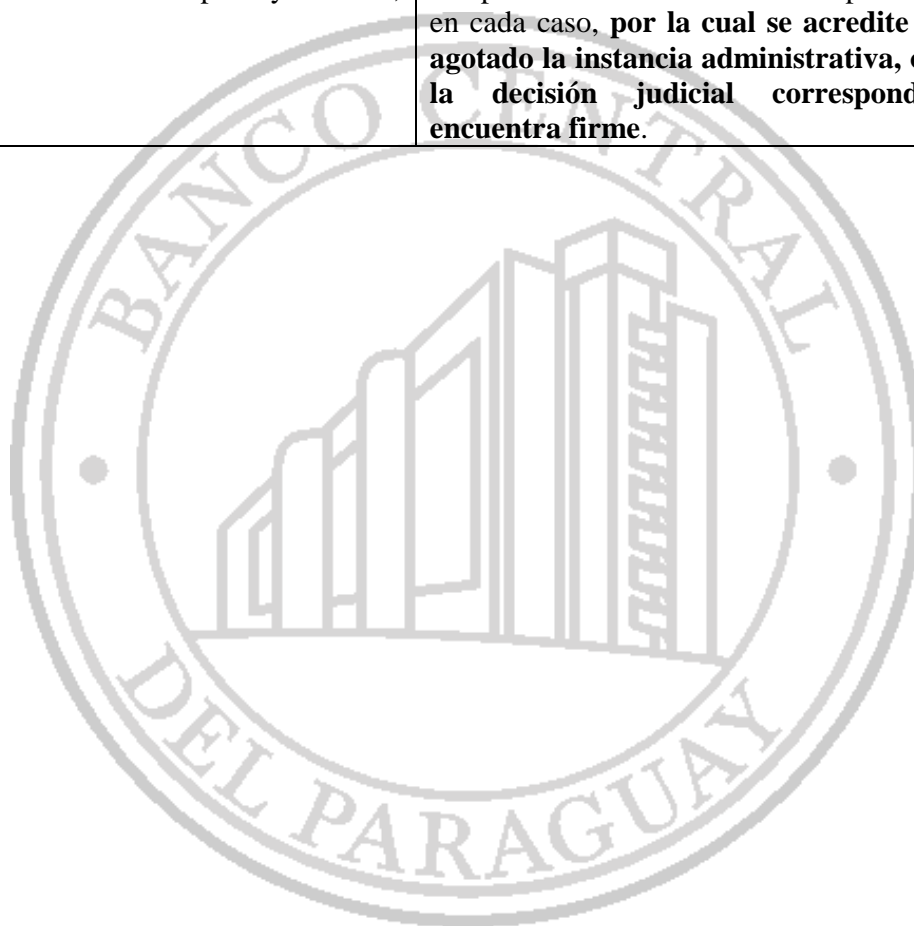 en cada caso, por la cual se acredite
agotado la instancia administrativa,
la decisión judicial
encuentra firme.
BANCO CENTRAL
DEL PARAGUAY